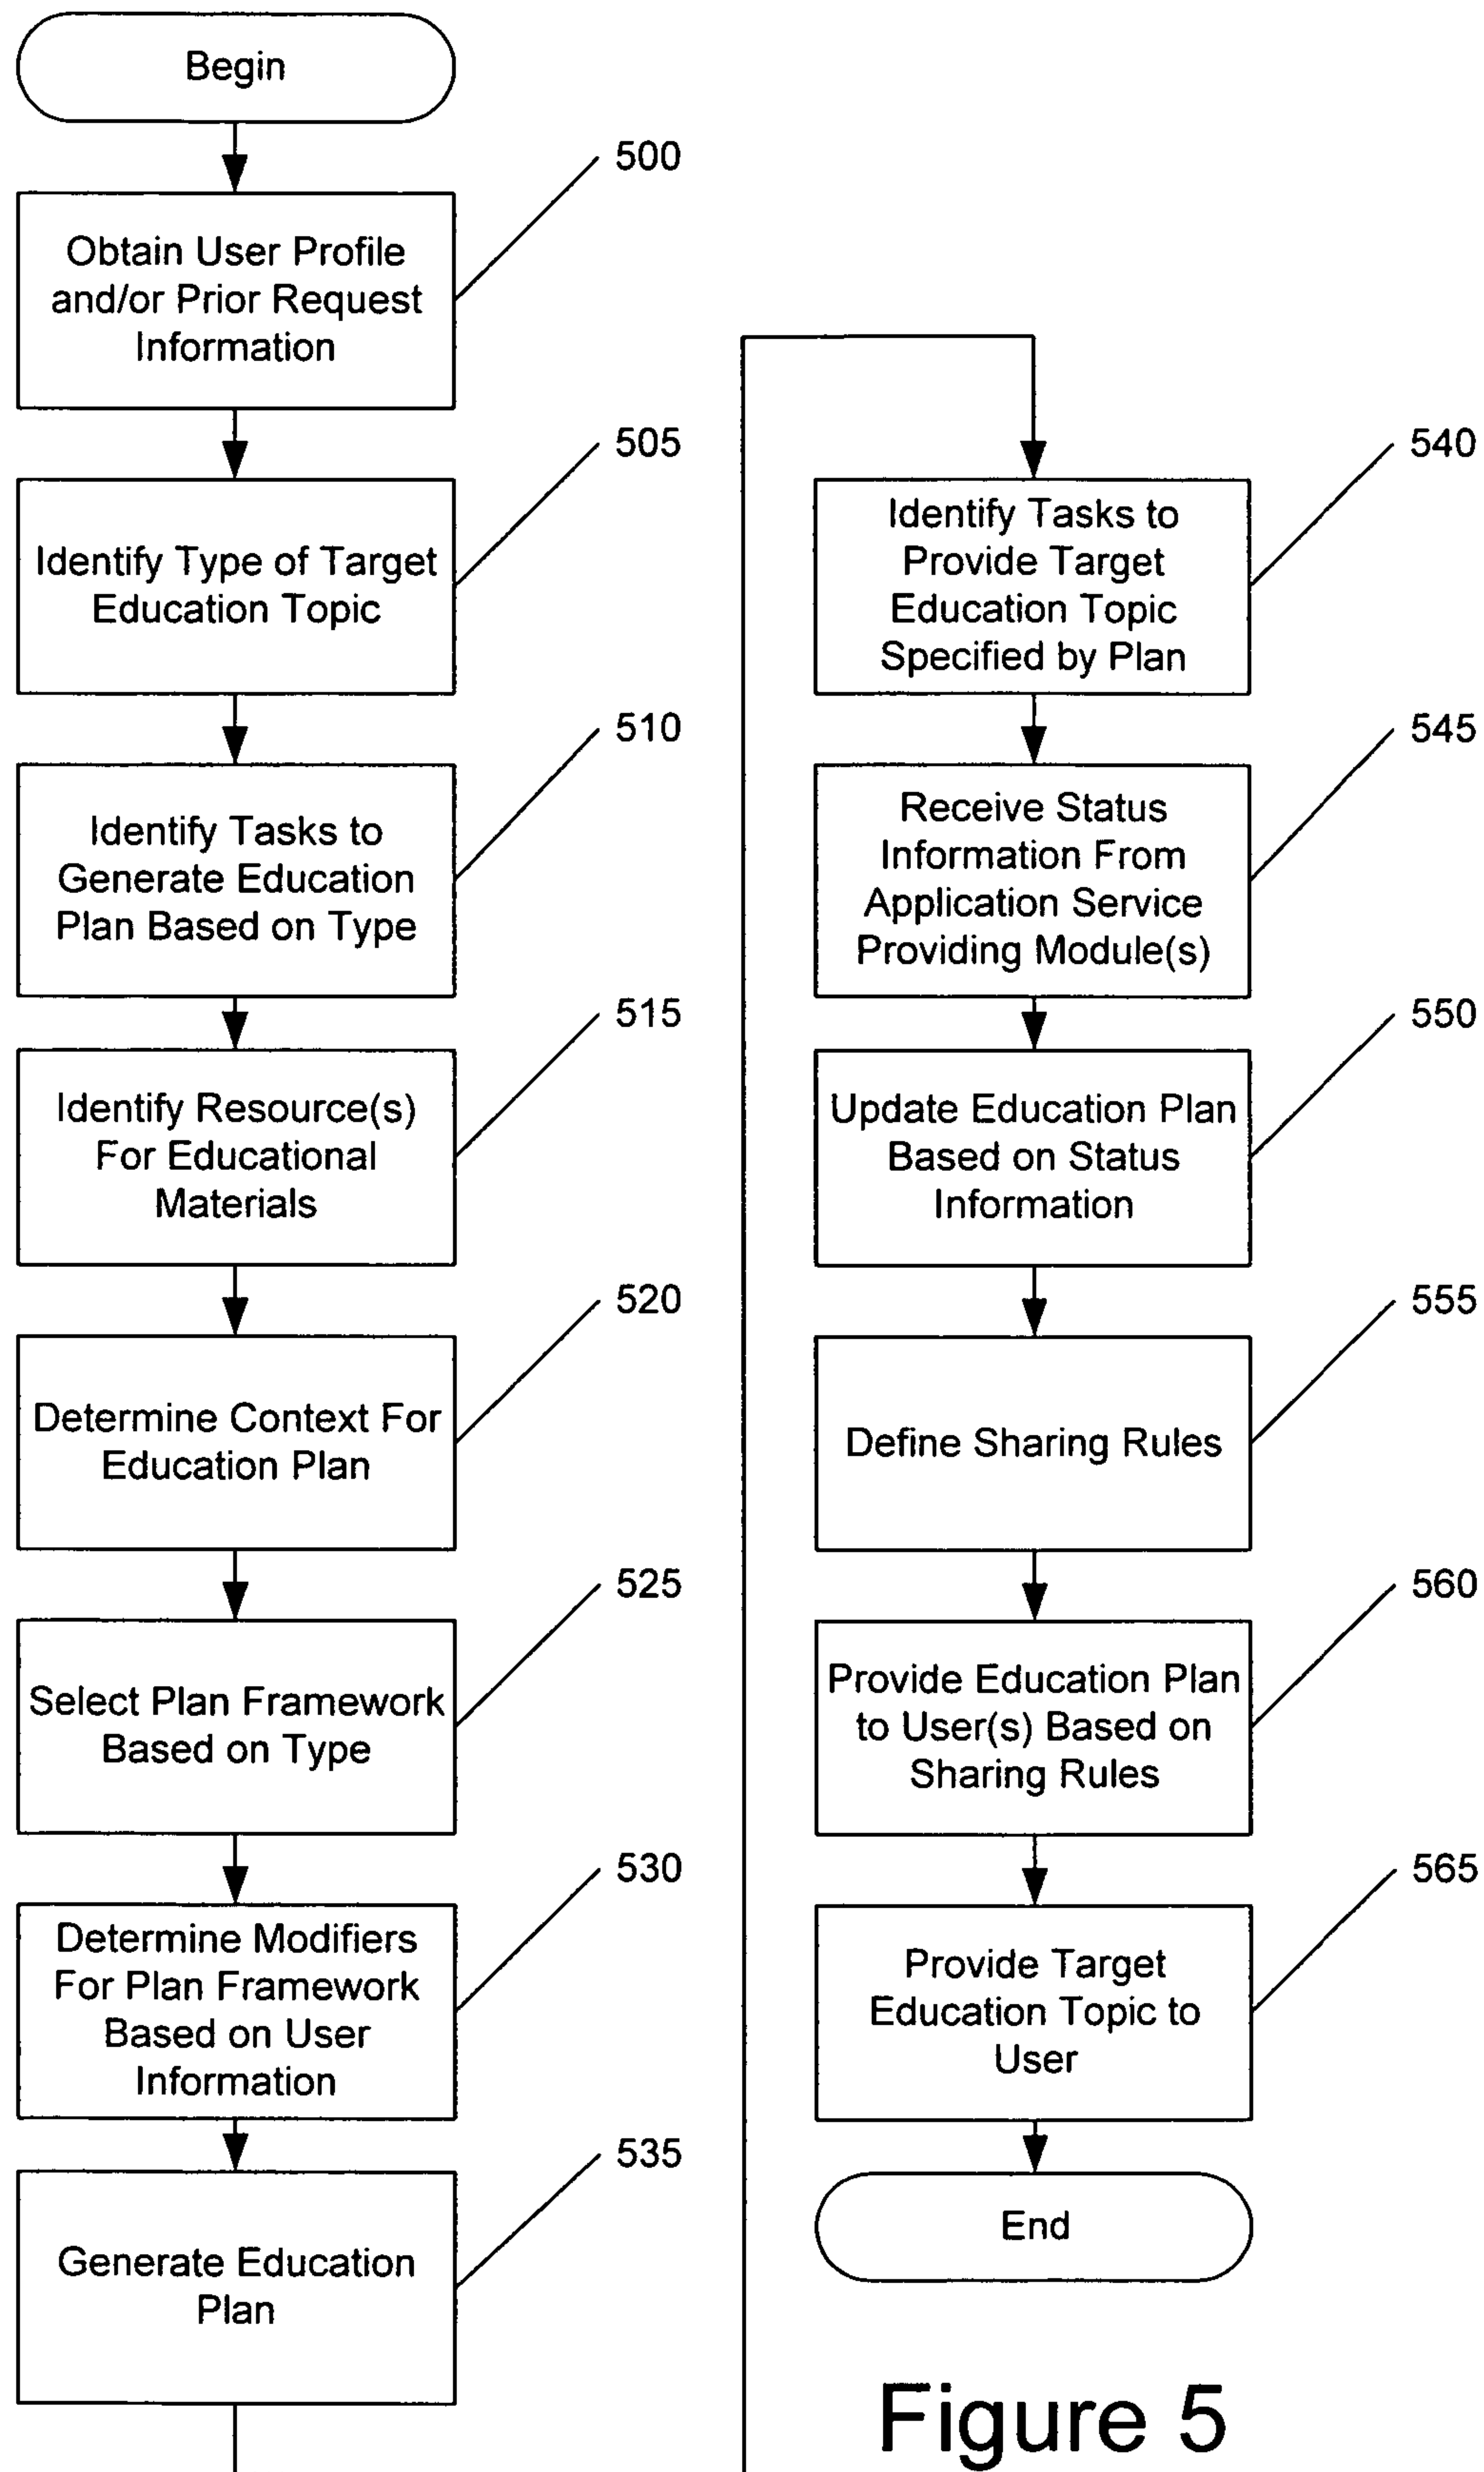 Begin
500
Obtain User Profile
and/or Prior Request
Information
505
Identify Type of Target
Education Topic
510
Identify Tasks to
Generate Education
Plan Based on Type
515
Identify Resource(s)
For Educational
Materials
520
Determine Context For
Education Plan
525
Select Plan Framework
Based on Type
530
Determine Modifiers
For Plan Framework
Based on User
Information
535
Generate Education
Plan
540
Identify Tasks to
Provide Target
Education Topic
Specified by Plan
545
Receive Status
Information From
Application Service
Providing Module(s)
550
Update Education Plan
Based on Status
Information
555
Define Sharing Rules
560
Provide Education Plan
to User(s) Based on
Sharing Rules
565
Provide Target
Education Topic to
User
End
Figure 5